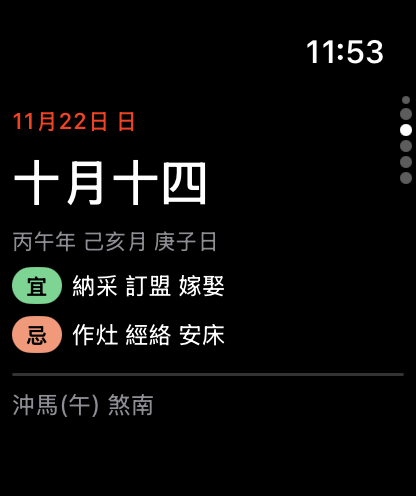 11:53
11月22日 日
十月十四
丙午年 己亥月 庚子日
宜 納采 訂盟 嫁娶
忌 作灶 經絡 安床
沖馬(午) 煞南